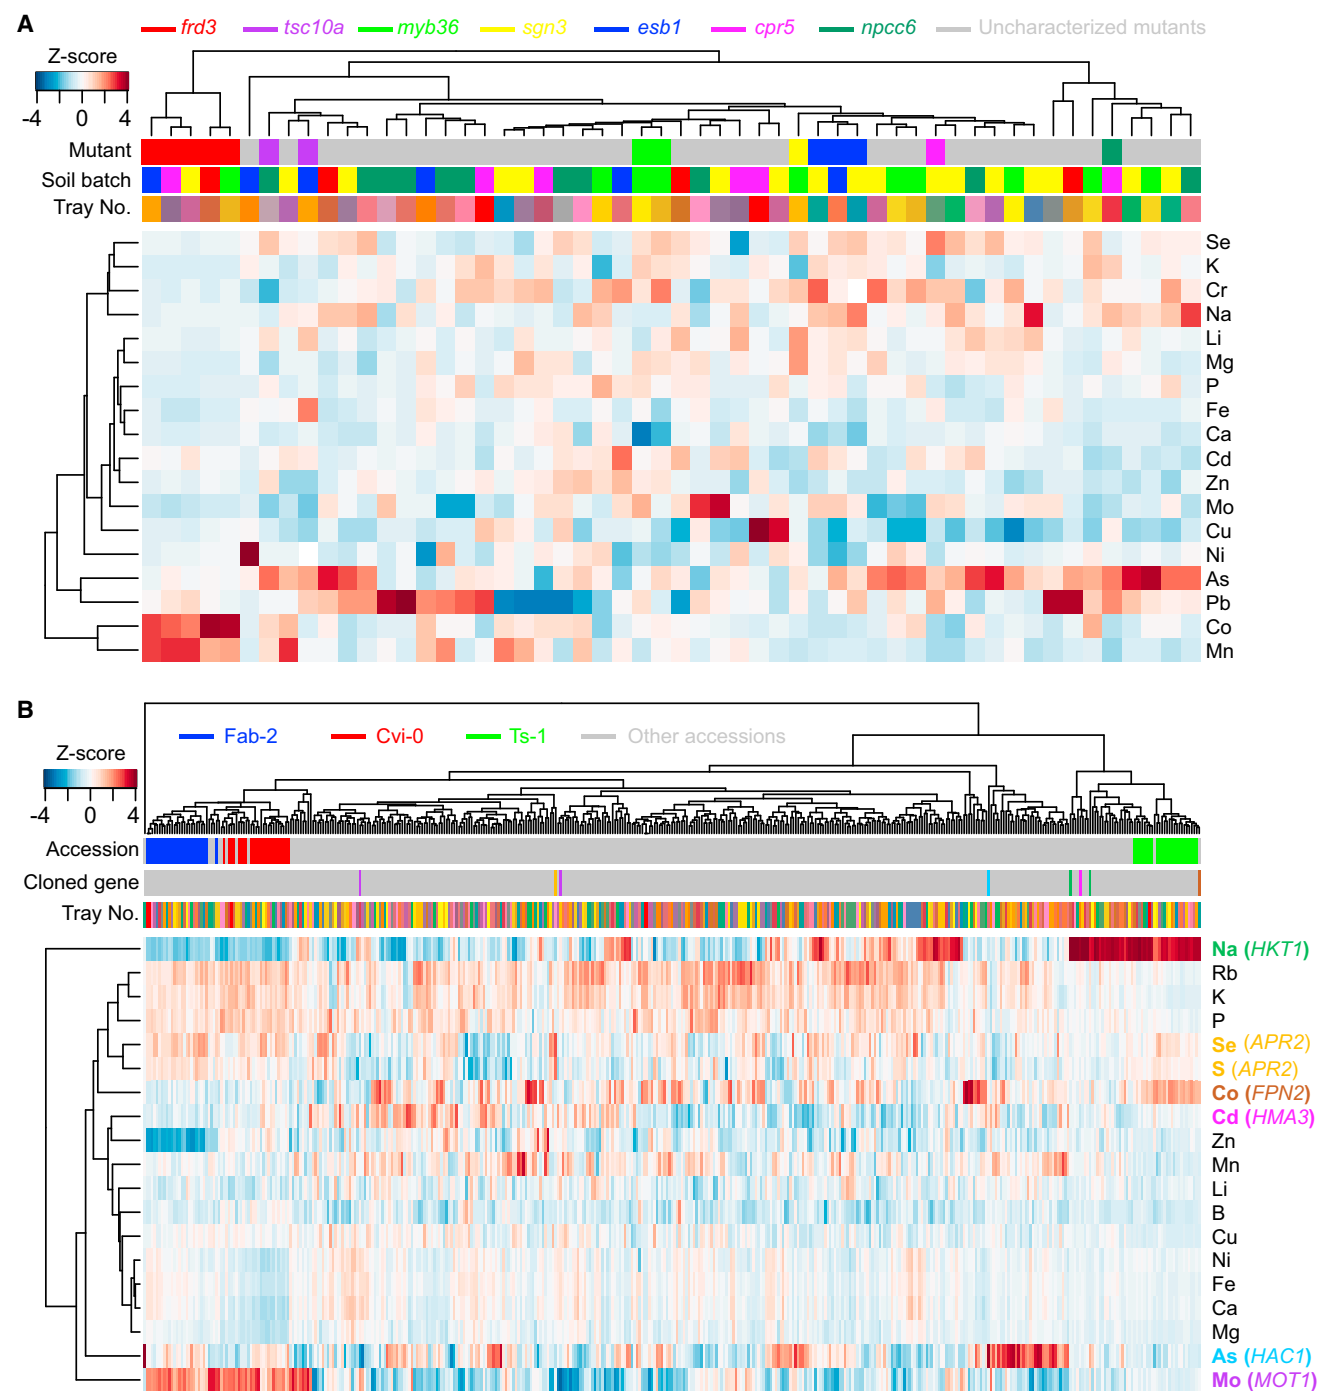 A
frd3 tsc10a myb36 sgn3 esb1 cpr5 npcc6 Uncharacterized mutants
Z-score
-4 0 4
Mutant
Soil batch
Tray No.
Se
K
Cr
Na
Li
Mg
P
Fe
Ca
Cd
Zn
Mo
Cu
Ni
As
Pb
Co
Mn
B
Fab-2 Cvi-0 Ts-1 Other accessions
Z-score
-4 0 4
Accession
Cloned gene
Tray No.
Na (HKT1)
Rb
K
P
Se (APR2)
S (APR2)
Co (FPN2)
Cd (HMA3)
Zn
Mn
Li
B
Cu
Ni
Fe
Ca
Mg
As (HAC1)
Mo (MOT1)